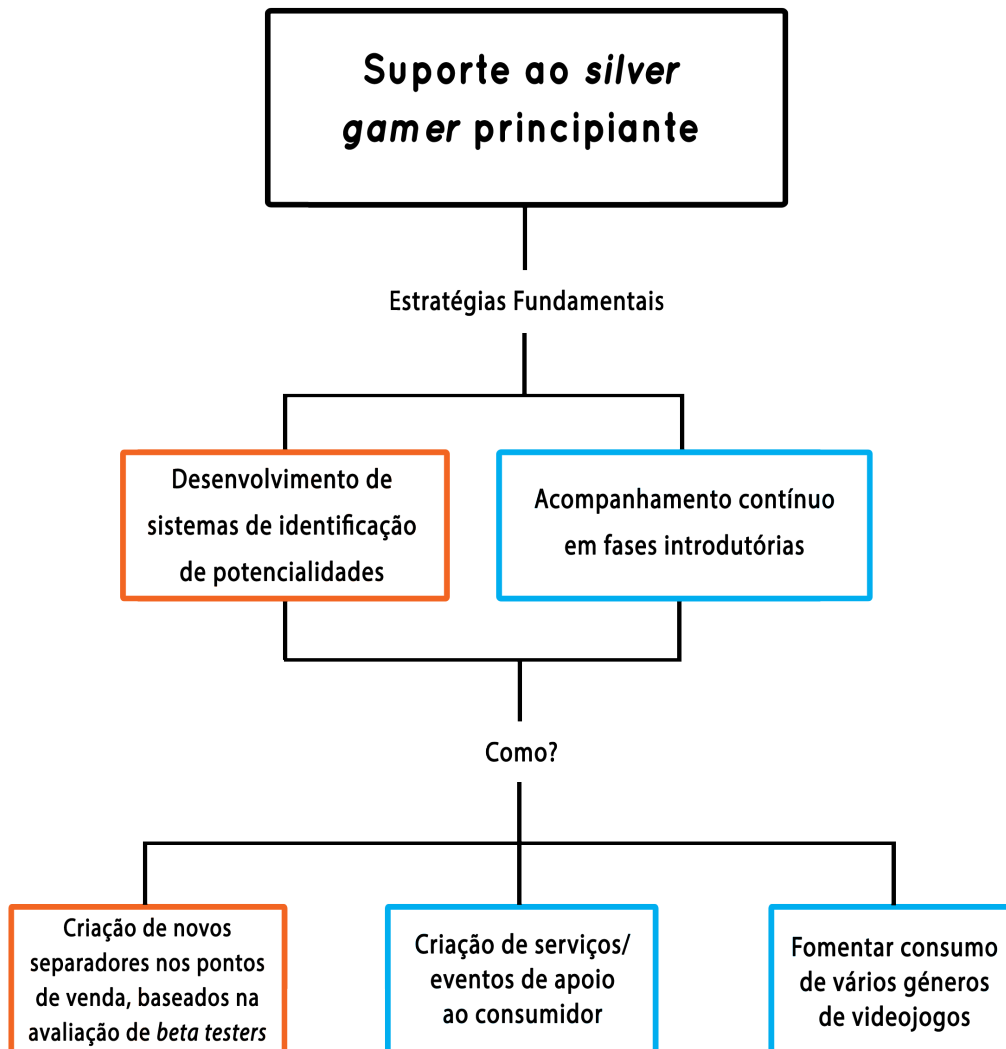 Suporte ao silver
gamer principiante
Estratégias Fundamentais
Desenvolvimento de
sistemas de identificação
de potencialidades
Acompanhamento contínuo
em fases introdutórias
Como?
Criação de novos
separadores nos pontos
de venda, baseados na
avaliação de beta testers
Criação de serviços/
eventos de apoio
ao consumidor
Fomentar consumo
de vários géneros
de videojogos